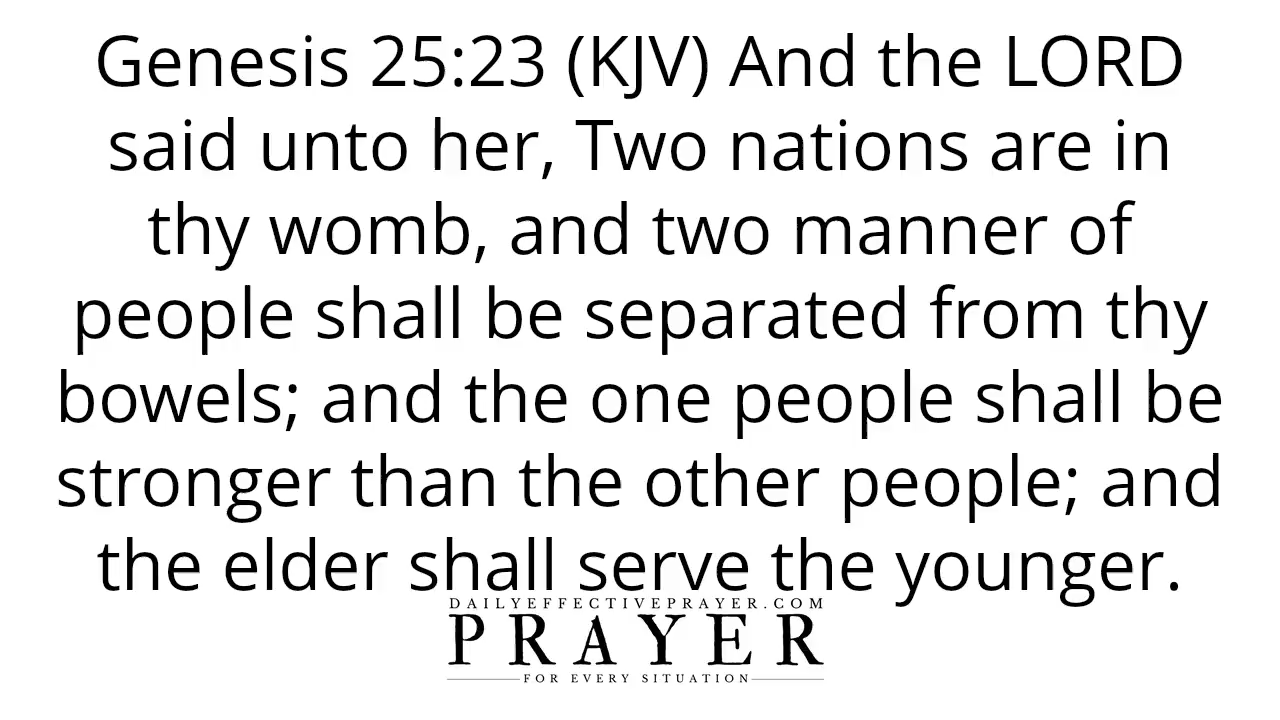 Genesis 25:23 (KJV) And the LORD
said unto her, Two nations are in
thy womb, and two manner of
people shall be separated from thy
bowels; and the one people shall be
stronger than the other people; and
the elder shall serve the younger.
DAILYEFFECTIVEPRAYER.COM
PRAYER
FOR EVERY SITUATION